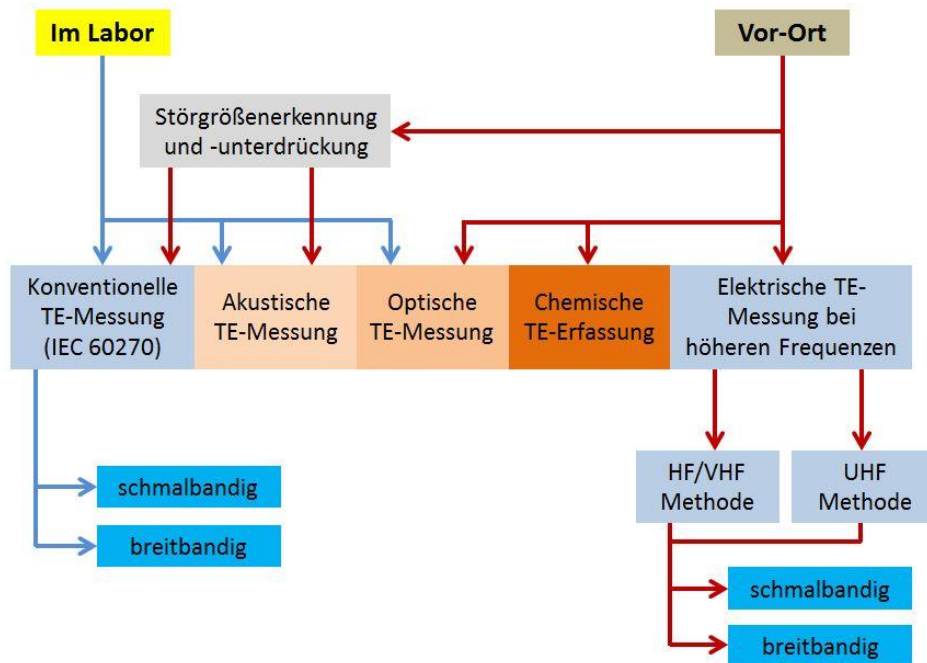 Im Labor
Vor-Ort
Störgrößenerkennung
und -unterdrückung
Konventionelle
TE-Messung
(IEC 60270)
Akustische
TE-Messung
Optische
TE-Messung
Chemische
TE-Erfassung
Elektrische TE-
Messung bei
höheren Frequenzen
HF/VHF
Methode
UHF
Methode
schmalbandig
breitbandig
schmalbandig
breitbandig